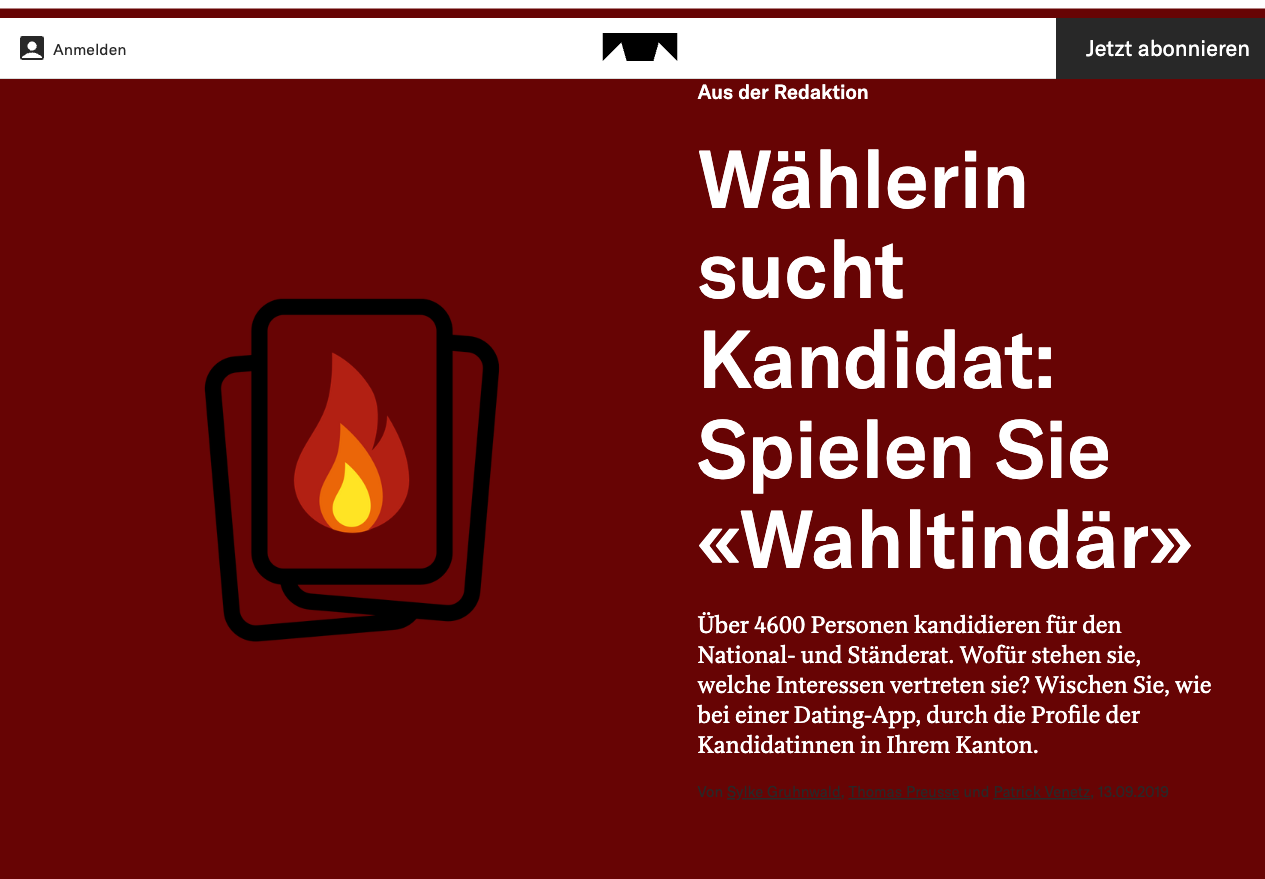 Anmelden
Jetzt abonnieren
Aus der Redaktion
Wählerin
sucht
Kandidat:
Spielen Sie
«Wahltindär»
Über 4600 Personen kandidieren für den
National- und Ständerat. Wofür stehen sie,
welche Interessen vertreten sie? Wischen Sie, wie
bei einer Dating-App, durch die Profile der
Kandidatinnen in Ihrem Kanton.
Von Sylke Gruhnwald, Thomas Preusse und Patrick Venetz, 13.09.2019